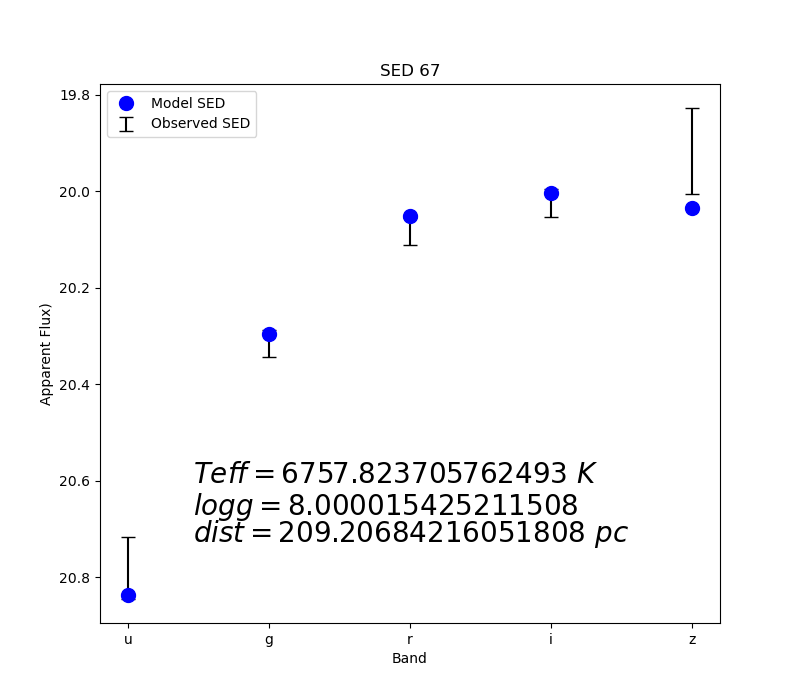 SED 67
Model SED
Observed SED
19.8
20.0
20.2
20.4
20.6
20.8
Apparent Flux)
Teff = 6757.823705762493 K
logg = 8.000015425211508
dist = 209.20684216051808 pc
u g r i z
Band